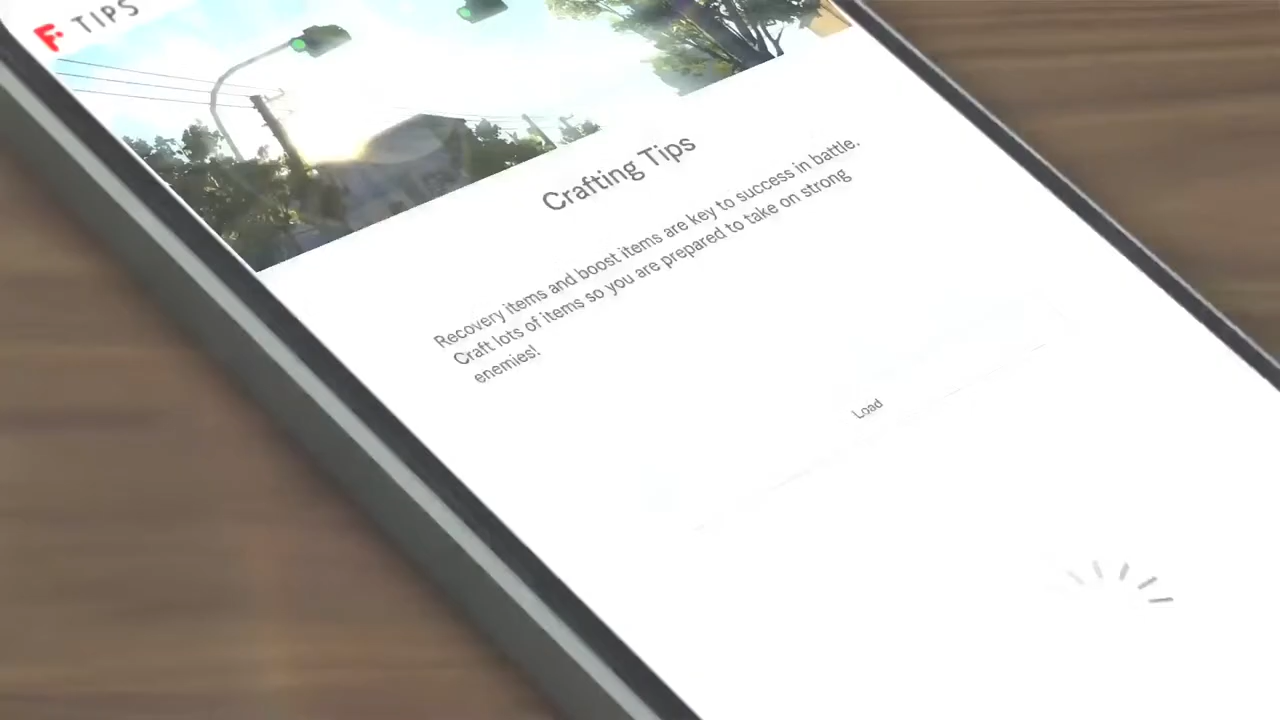 F TIPS
Crafting Tips
Recovery items and boost items are key to success in battle.
Craft lots of items so you are prepared to take on strong
enemies!
Load